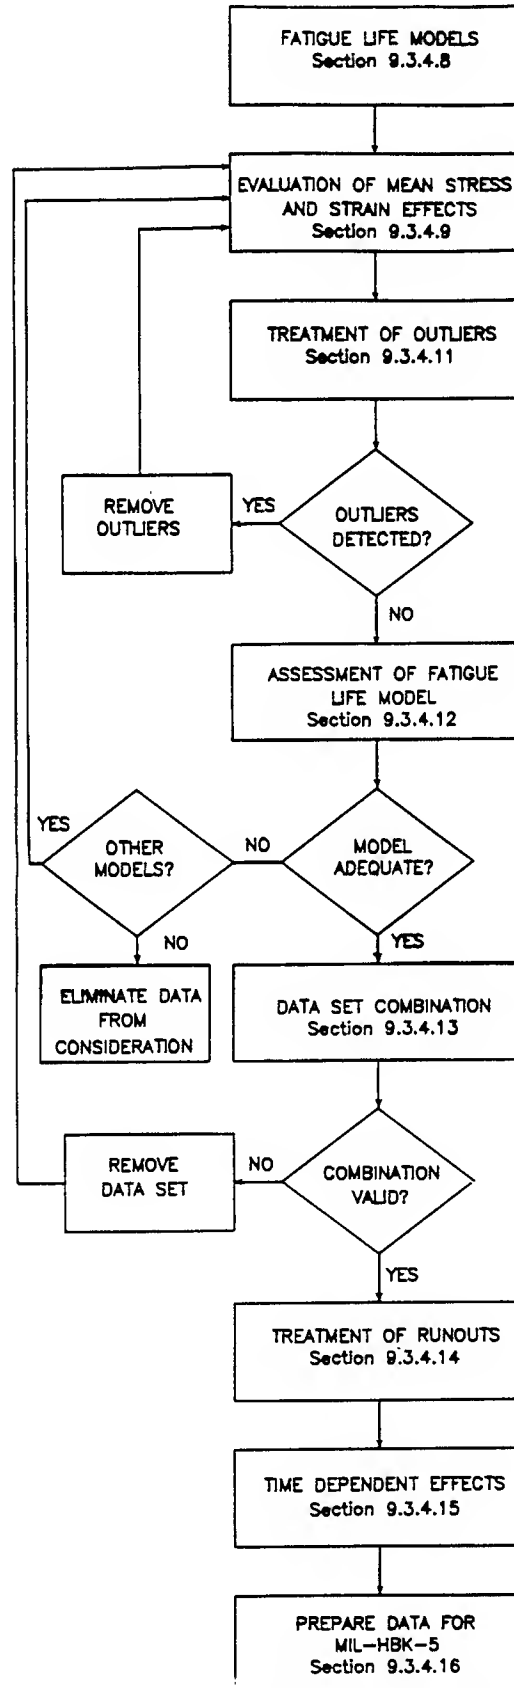 FATIGUE LIFE MODELS
Section 9.3.4.8
EVALUATION OF MEAN STRESS
AND STRAIN EFFECTS
Section 9.3.4.9
TREATMENT OF OUTLIERS
Section 9.3.4.11
REMOVE
OUTLIERS
YES
OUTLIERS
DETECTED?
NO
ASSESSMENT OF FATIGUE
LIFE MODEL
Section 9.3.4.12
YES
OTHER
MODELS?
NO
MODEL
ADEQUATE?
NO
YES
ELIMINATE DATA
FROM
CONSIDERATION
DATA SET COMBINATION
Section 9.3.4.13
REMOVE
DATA SET
NO
COMBINATION
VALID?
YES
TREATMENT OF RUNOUTS
Section 9.3.4.14
TIME DEPENDENT EFFECTS
Section 9.3.4.15
PREPARE DATA FOR
MIL-HBK-5
Section 9.3.4.16